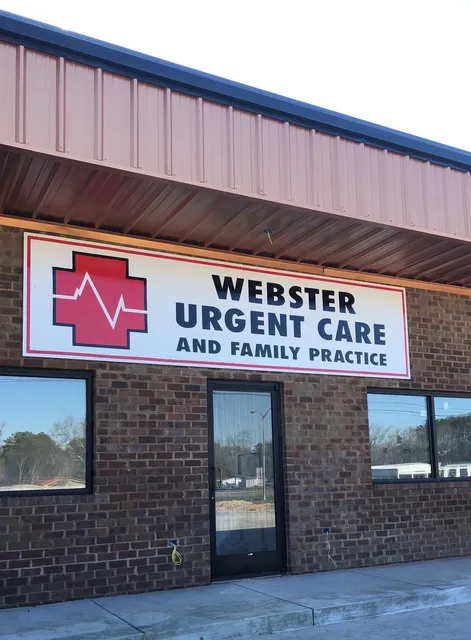 WEBSTER
URGENT CARE
AND FAMILY PRACTICE